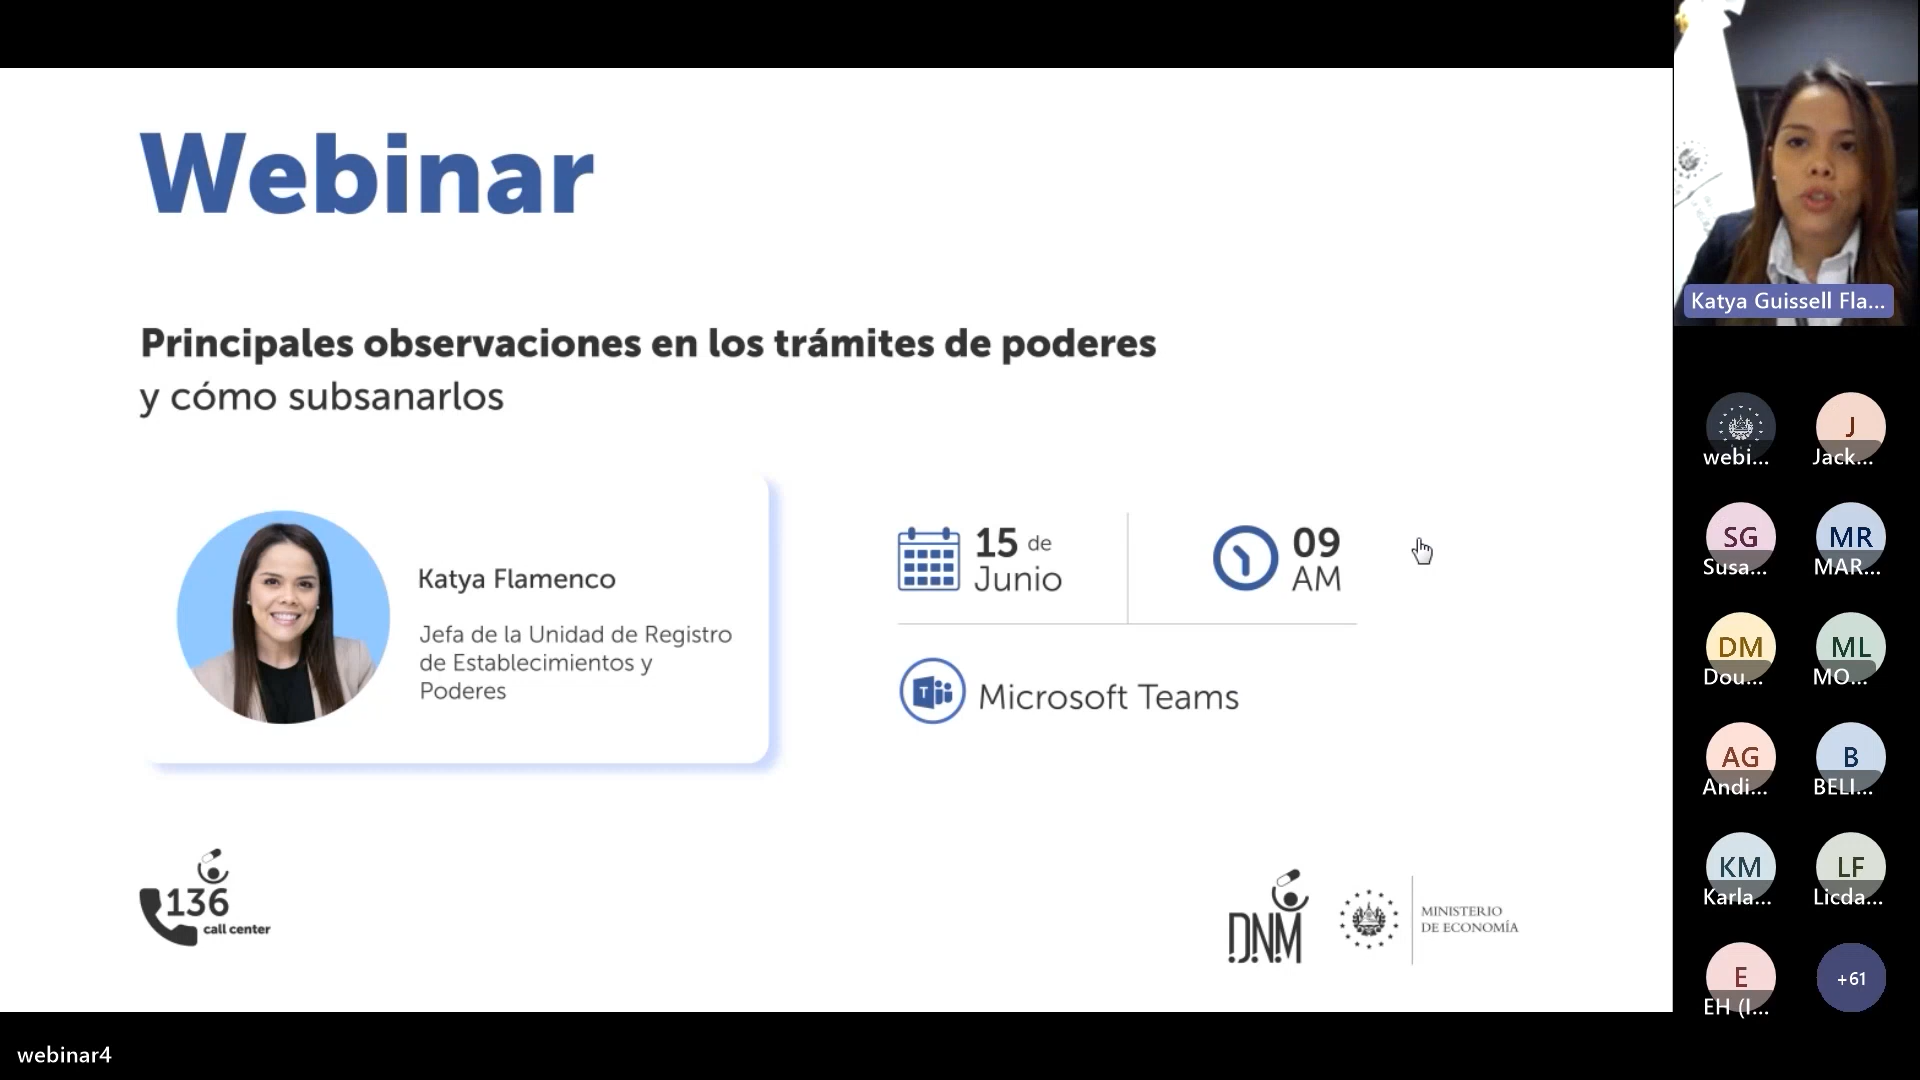 Webinar
Principales observaciones en los trámites de poderes
y cómo subsanarlos
Katya Flamenco
Jefa de la Unidad de Registro
de Establecimientos y
Poderes
15 de
Junio
09
AM
Microsoft Teams
136
call center
DNM
MINISTERIO
DE ECONOMÍA
Katya Guissell Fla...
webi...
J
Jack...
SG
Susa...
MR
MAR...
DM
Dou...
ML
MO...
AG
Andi...
B
BELI...
KM
Karla...
LF
Licda...
E
EH (I...
+61
webinar4